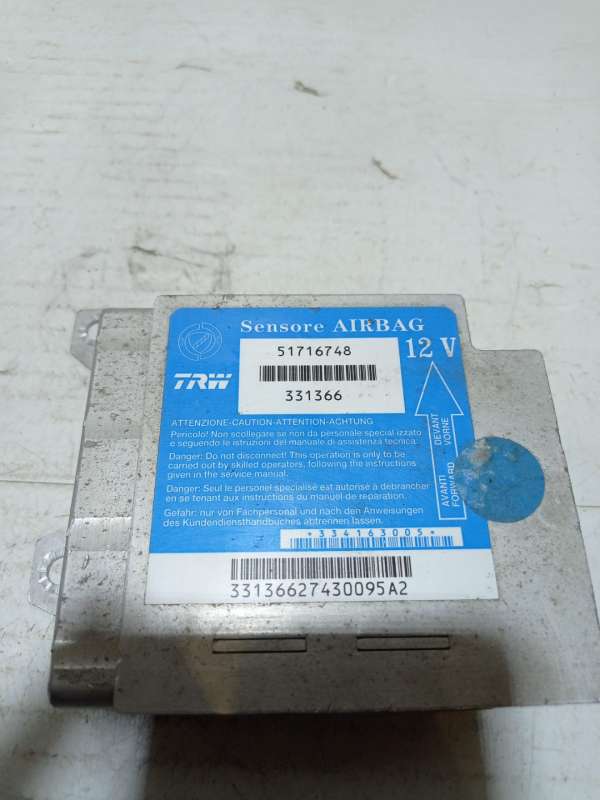 Sensore AIRBAG
51716748
12 V
TRW
331366
ATTENZIONE-CAUTION-ATTENTION-ACHTUNG
Pericolo! Non scollegare se non da personale specializzato
e seguendo le istruzioni del manuale di assistenza tecnica.
Danger: Do not disconnect! This operation is only to be
carried out by skilled operators, following the instructions
given in the service manual.
Danger: Seul le personel specialisé est autorise à debrancher
en se tenant aux instructions du manuel de reparation.
Gefahr: nur von Fachpersonal und nach den Anweisungen
des Kundendiensthandbuches abtrennen lassen.
AVANTI DEVANT
FORWARD VORNE
*334163005*
33136627430095A2